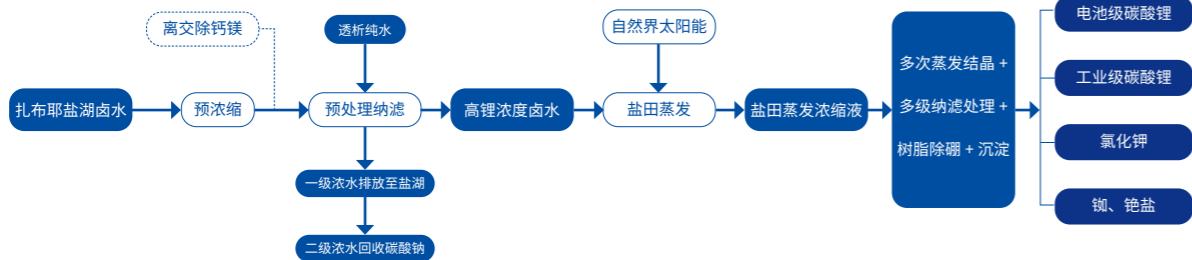 离交除钙镁
透析纯水
自然界太阳能
扎布耶盐湖卤水
预浓缩
预处理纳滤
高锂浓度卤水
盐田蒸发
盐田蒸发浓缩液
多次蒸发结晶 +
多级纳滤处理 +
树脂除硼 + 沉淀
电池级碳酸锂
工业级碳酸锂
氯化钾
铷、铯盐
一级浓水排放至盐湖
二级浓水回收碳酸钠